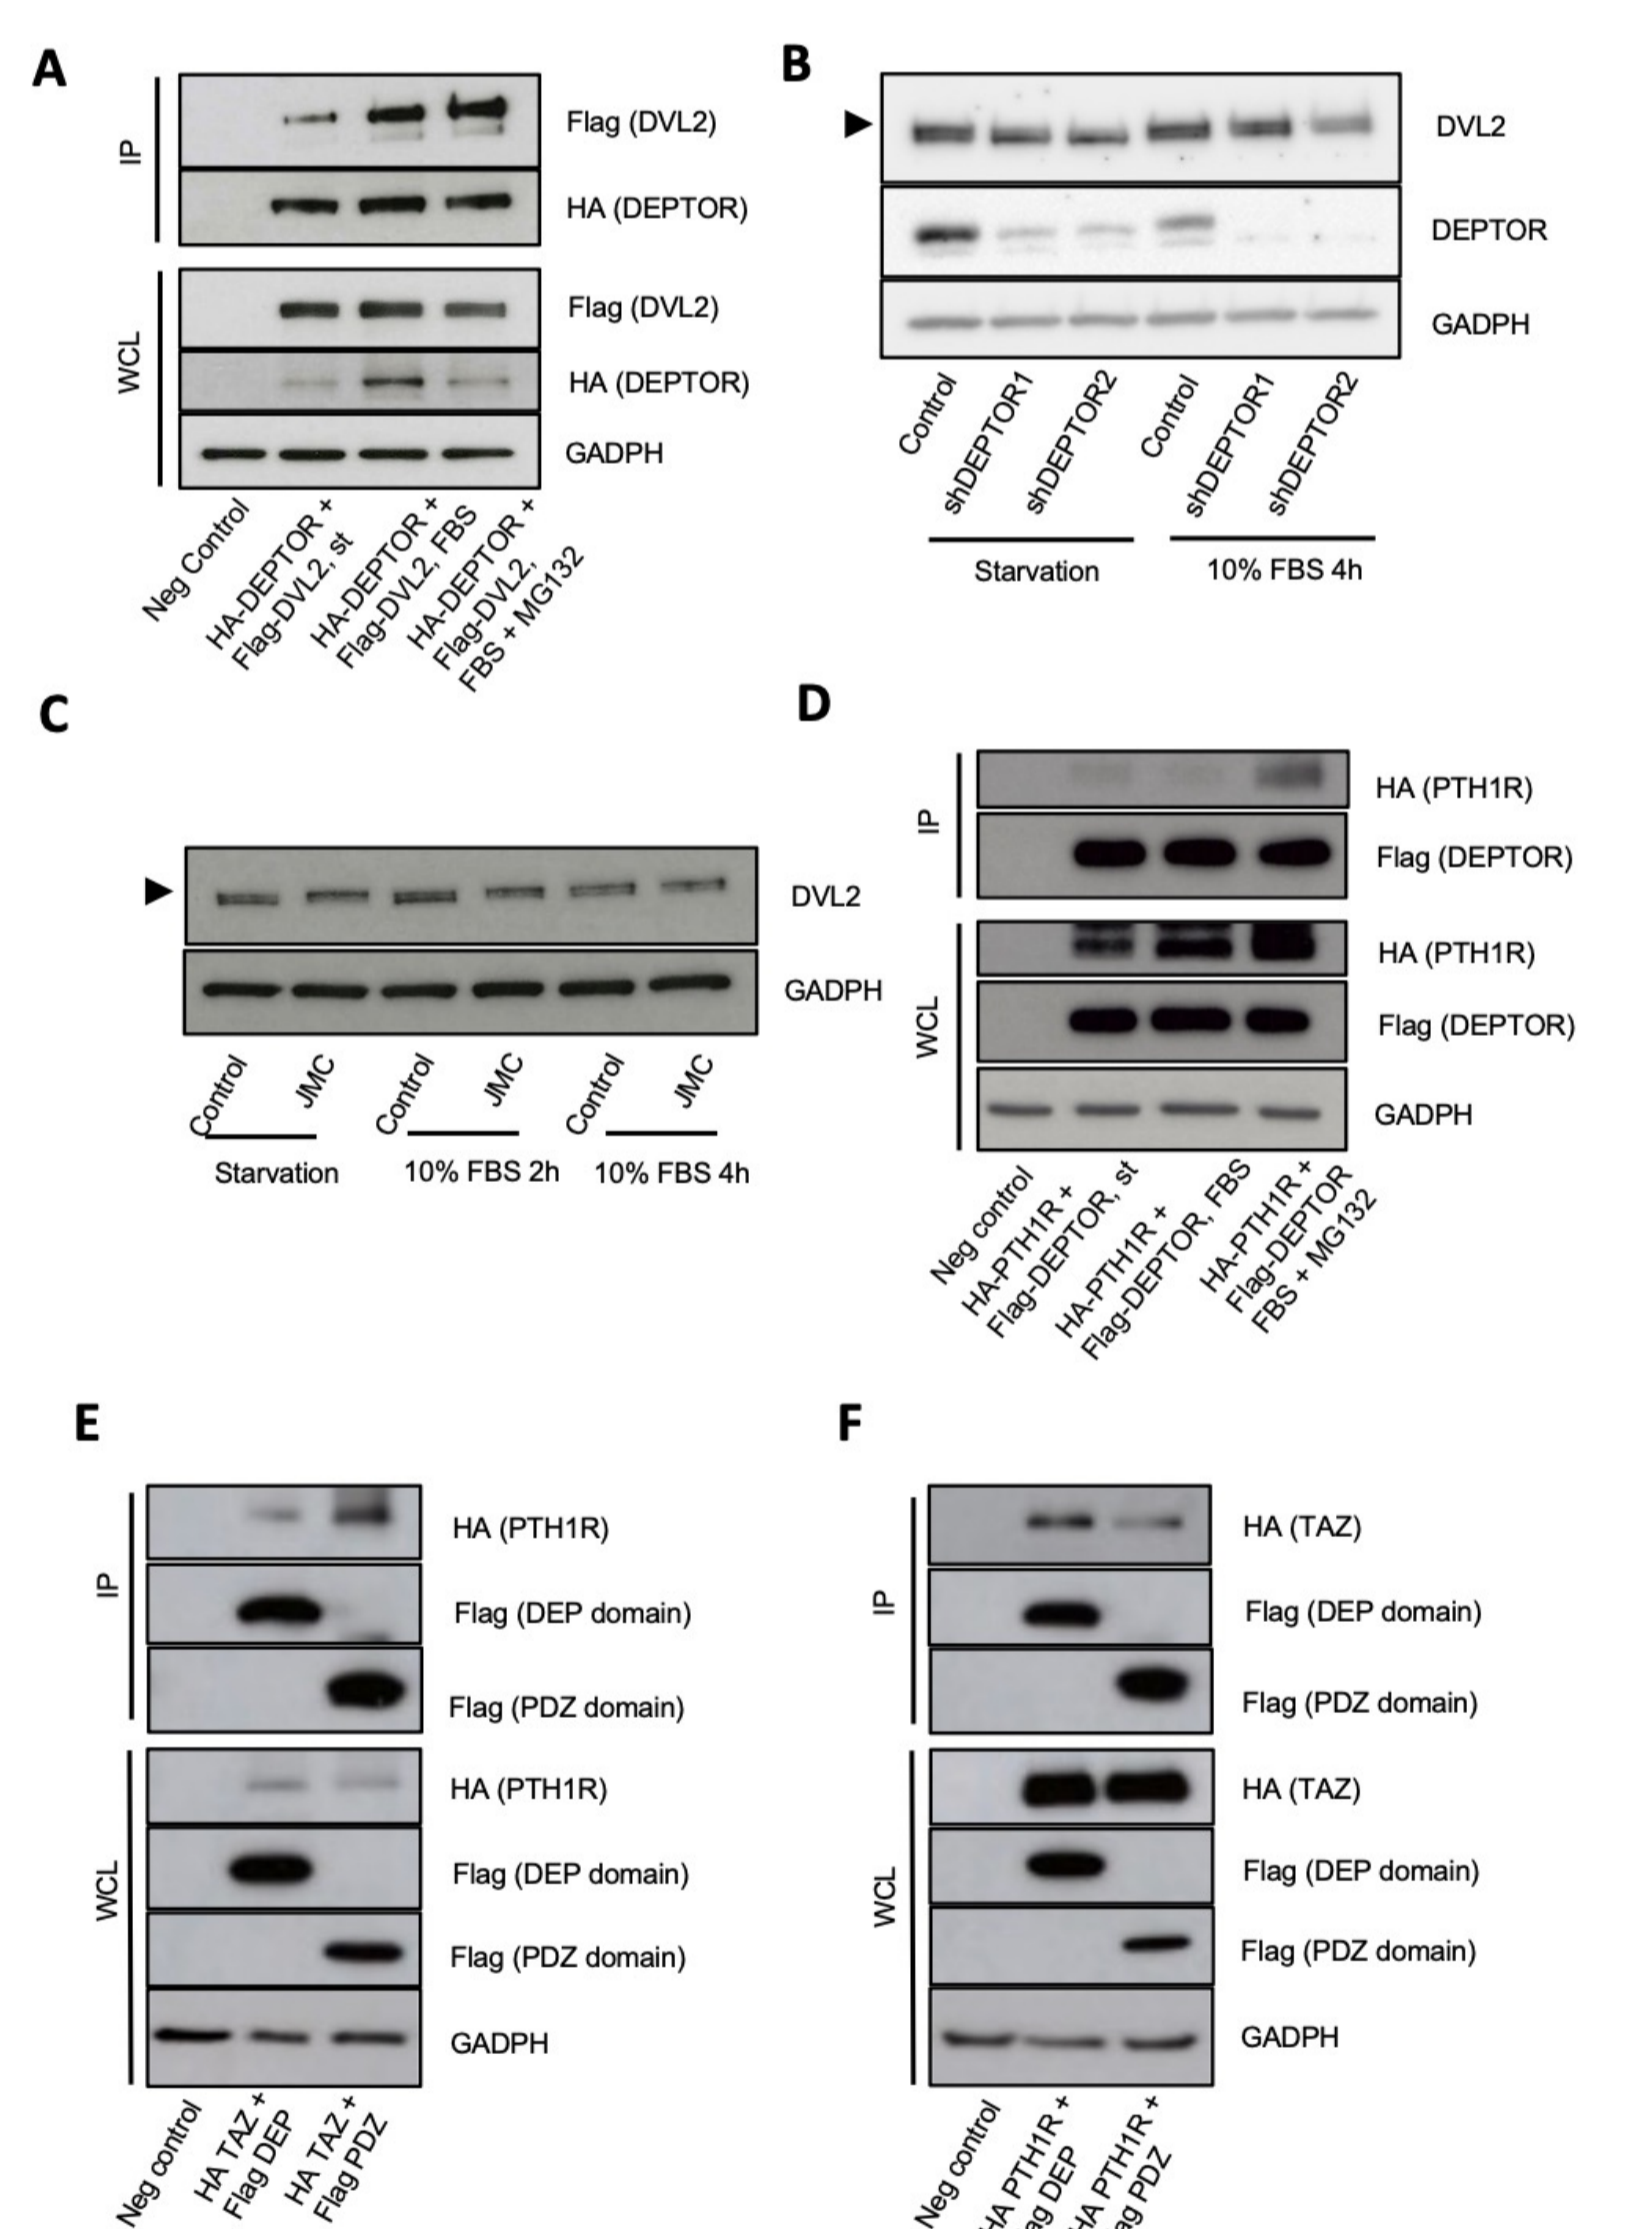 A
IP
Flag (DVL2)
HA (DEPTOR)
WCL
Flag (DVL2)
HA (DEPTOR)
GADPH
Neg Control
HA-DEPTOR +
Flag-DVL2, st
HA-DEPTOR +
Flag-DVL2, FBS
HA-DEPTOR +
Flag-DVL2,
FBS + MG132
B
DVL2
DEPTOR
GADPH
Control
shDEPTOR1
shDEPTOR2
Control
shDEPTOR1
shDEPTOR2
Starvation
10% FBS 4h
C
DVL2
GADPH
Control
JMC
Control
JMC
Control
JMC
Starvation
10% FBS 2h
10% FBS 4h
D
IP
HA (PTH1R)
Flag (DEPTOR)
WCL
HA (PTH1R)
Flag (DEPTOR)
GADPH
Neg control
HA-PTH1R +
Flag-DEPTOR, st
HA-PTH1R +
Flag-DEPTOR, FBS
HA-PTH1R +
Flag-DEPTOR
FBS + MG132
E
IP
HA (PTH1R)
Flag (DEP domain)
Flag (PDZ domain)
WCL
HA (PTH1R)
Flag (DEP domain)
Flag (PDZ domain)
GADPH
Neg control
HA TAZ +
Flag DEP
HA TAZ +
Flag PDZ
F
IP
HA (TAZ)
Flag (DEP domain)
Flag (PDZ domain)
WCL
HA (TAZ)
Flag (DEP domain)
Flag (PDZ domain)
GADPH
Neg control
HA PTH1R +
DEP
HA PTH1R +
PDZ